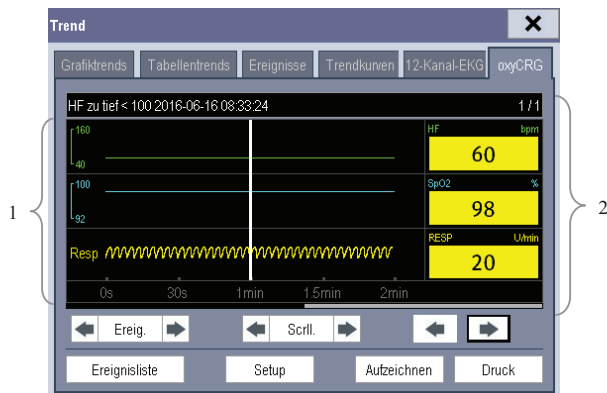 Trend
Grafiktrends Tabellentrends Ereignisse Trendkurven 12-Kanal-EKG oxyCRG
HF zu tief < 100 2016-06-16 08:33:24 1 / 1
160
40
HF bpm
60
100
92
SpO2 %
98
Resp
RESP U/min
20
0s 30s 1min 1.5min 2min
1
2
Ereig. Scrll.
Ereignisliste Setup Aufzeichnen Druck